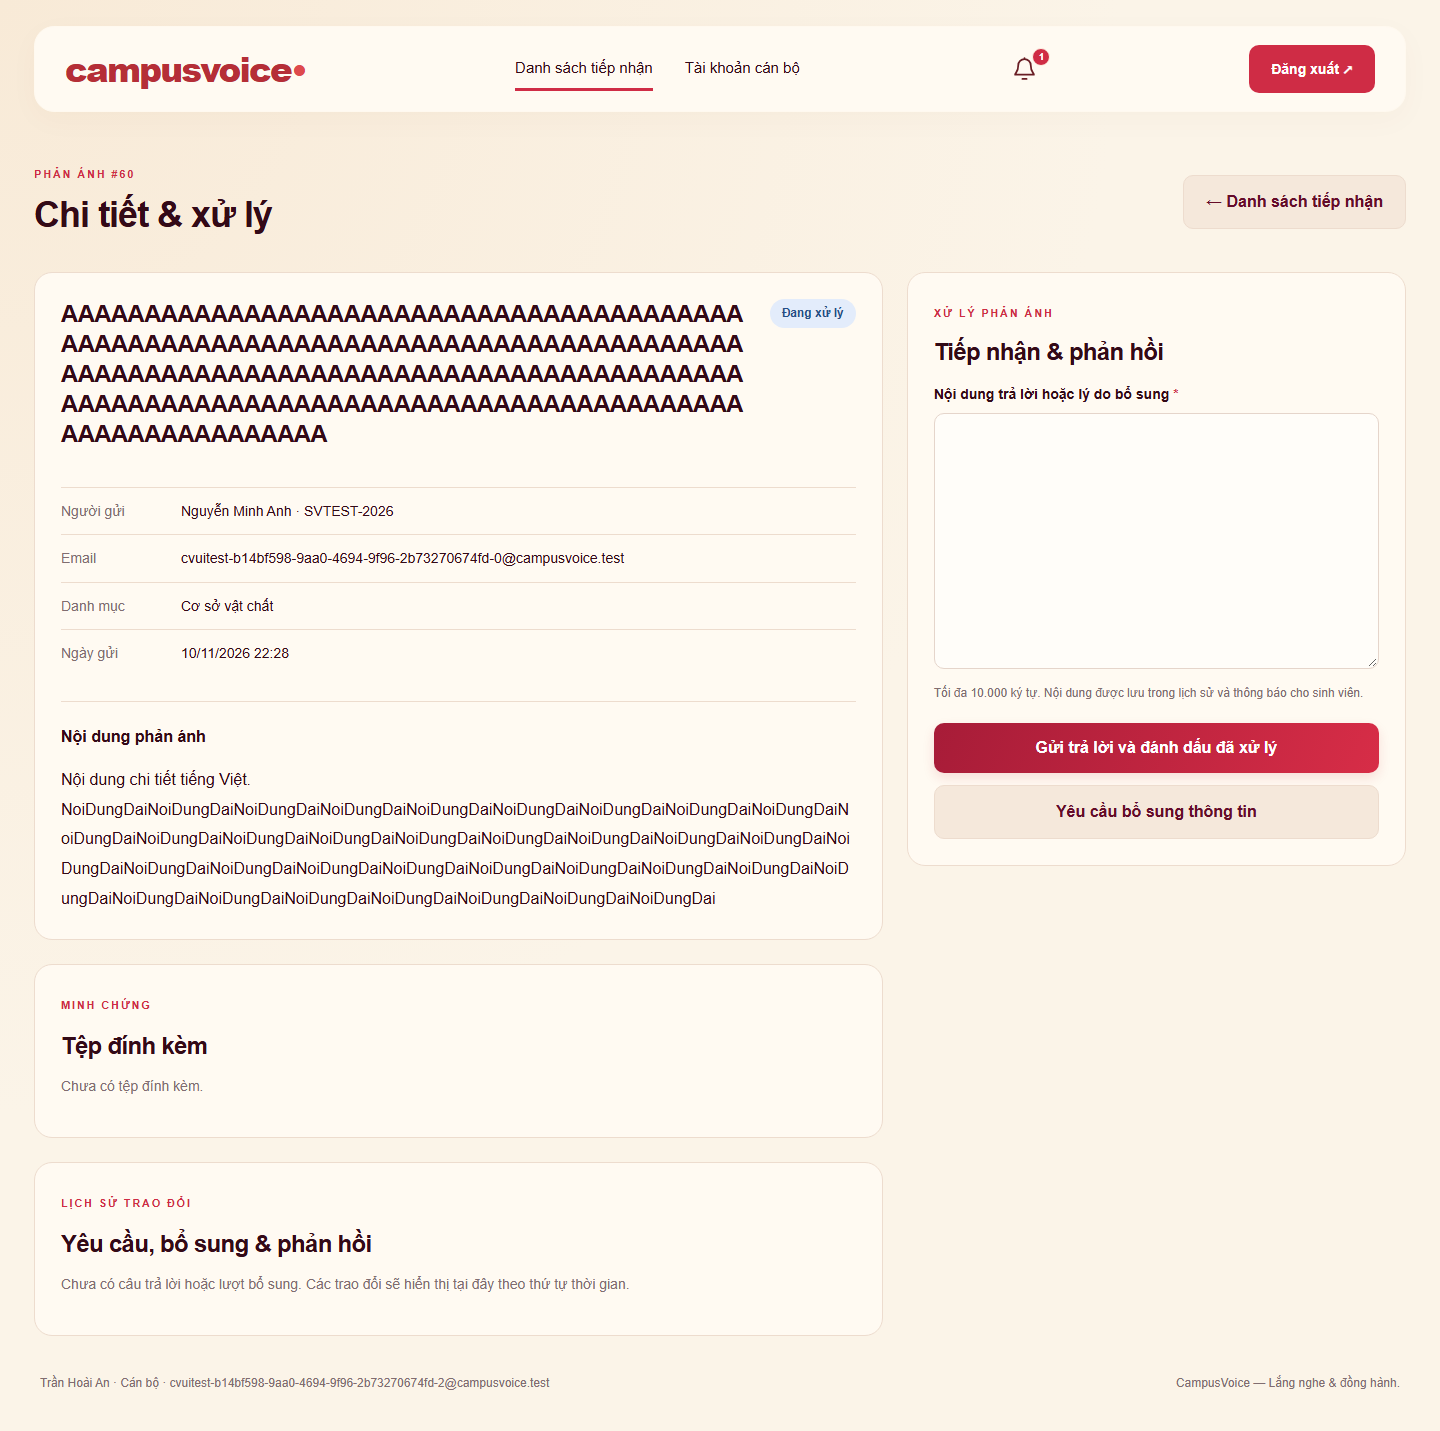 campusvoice
Danh sách tiếp nhận
Tài khoản cán bộ
1
Đăng xuất ↗
PHẢN ÁNH #60
Chi tiết & xử lý
← Danh sách tiếp nhận
AAAAAAAAAAAAAAAAAAAAAAAAAAAAAAAAAAAAAAAAA
AAAAAAAAAAAAAAAAAAAAAAAAAAAAAAAAAAAAAAAAA
AAAAAAAAAAAAAAAAAAAAAAAAAAAAAAAAAAAAAAAAA
AAAAAAAAAAAAAAAAAAAAAAAAAAAAAAAAAAAAAAAAA
AAAAAAAAAAAAAAAA
Đang xử lý
Người gửi Nguyễn Minh Anh · SVTEST-2026
Email cvuitest-b14bf598-9aa0-4694-9f96-2b73270674fd-0@campusvoice.test
Danh mục Cơ sở vật chất
Ngày gửi 10/11/2026 22:28
Nội dung phản ánh
Nội dung chi tiết tiếng Việt.
NoiDungDaiNoiDungDaiNoiDungDaiNoiDungDaiNoiDungDaiNoiDungDaiNoiDungDaiNoiDungDaiNoiDungDaiN
oiDungDaiNoiDungDaiNoiDungDaiNoiDungDaiNoiDungDaiNoiDungDaiNoiDungDaiNoiDungDaiNoiDungDaiNoi
DungDaiNoiDungDaiNoiDungDaiNoiDungDaiNoiDungDaiNoiDungDaiNoiDungDaiNoiDungDaiNoiDungDaiNoiD
ungDaiNoiDungDaiNoiDungDaiNoiDungDaiNoiDungDaiNoiDungDaiNoiDungDaiNoiDungDai
XỬ LÝ PHẢN ÁNH
Tiếp nhận & phản hồi
Nội dung trả lời hoặc lý do bổ sung *
Tối đa 10.000 ký tự. Nội dung được lưu trong lịch sử và thông báo cho sinh viên.
Gửi trả lời và đánh dấu đã xử lý
Yêu cầu bổ sung thông tin
MINH CHỨNG
Tệp đính kèm
Chưa có tệp đính kèm.
LỊCH SỬ TRAO ĐỔI
Yêu cầu, bổ sung & phản hồi
Chưa có câu trả lời hoặc lượt bổ sung. Các trao đổi sẽ hiển thị tại đây theo thứ tự thời gian.
Trần Hoài An · Cán bộ · cvuitest-b14bf598-9aa0-4694-9f96-2b73270674fd-2@campusvoice.test
CampusVoice — Lắng nghe & đồng hành.